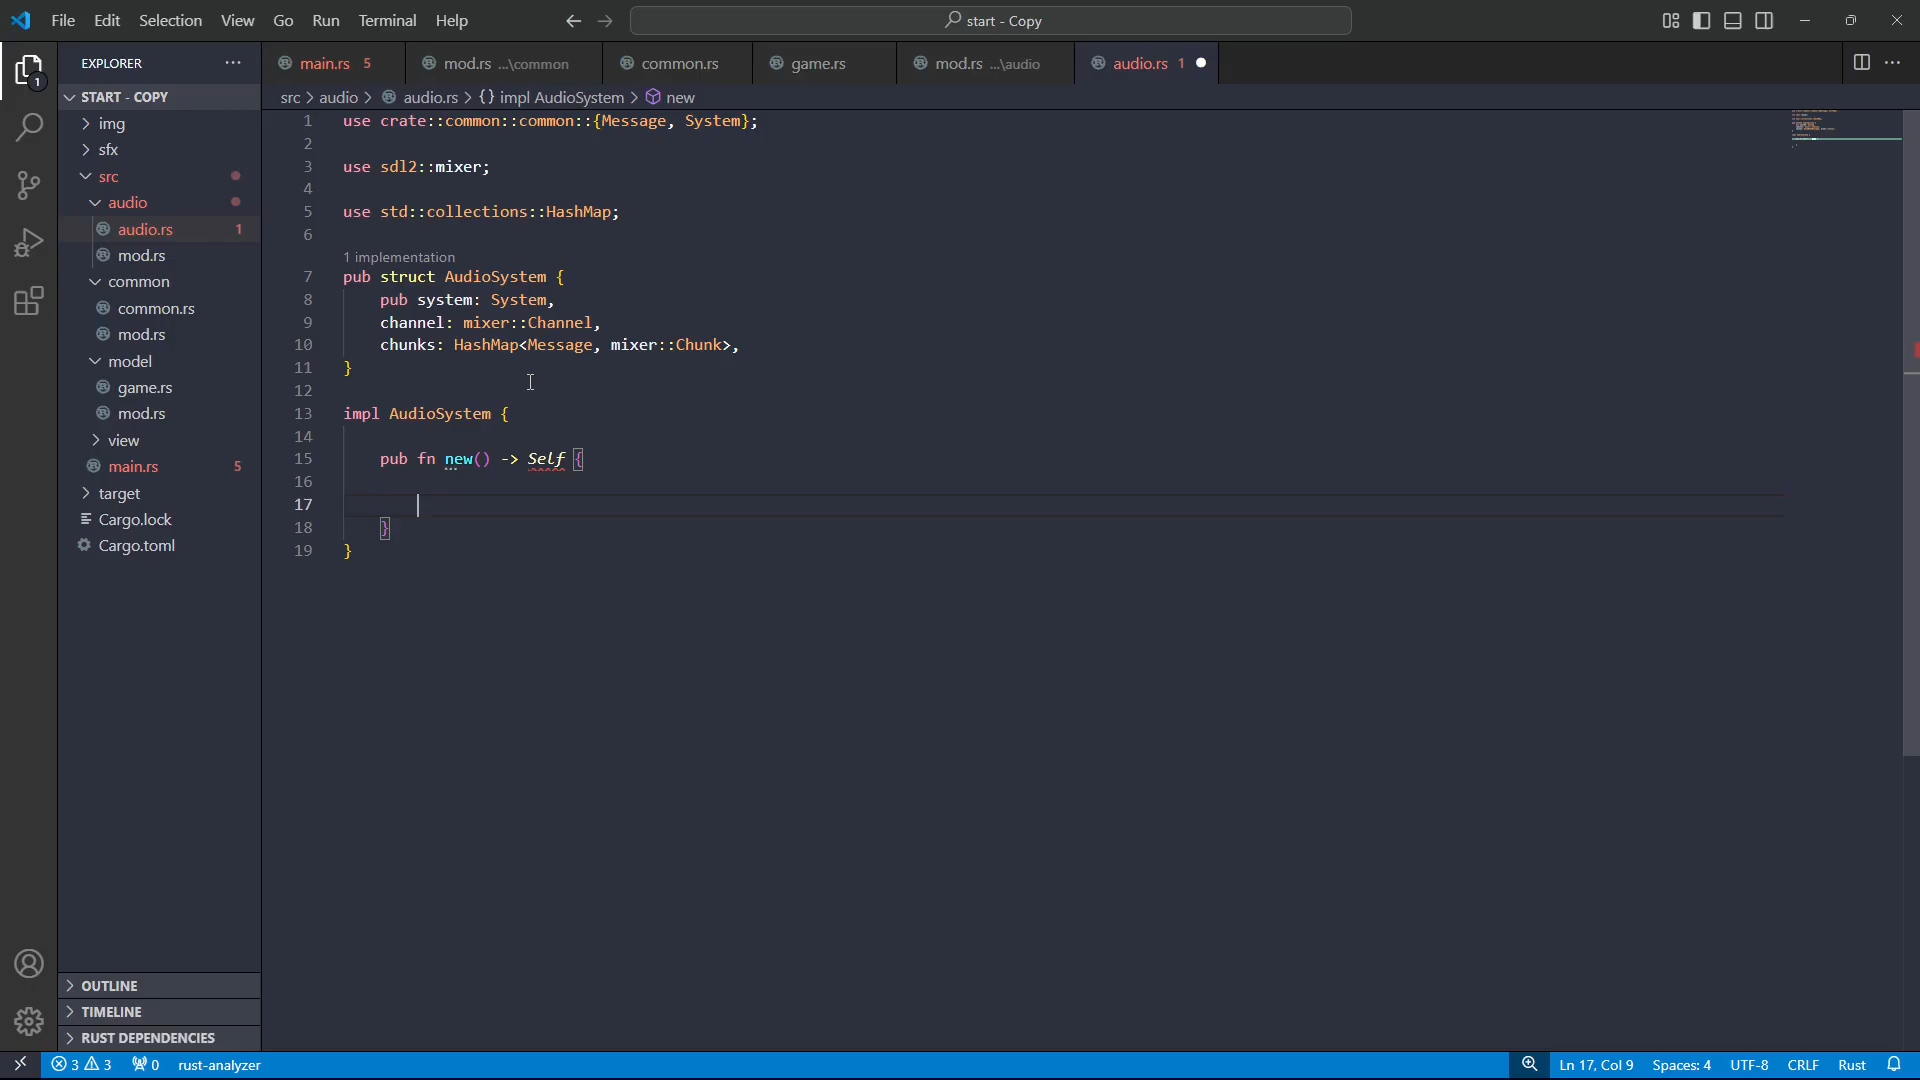 File Edit Selection View Go Run Terminal Help
start - Copy
EXPLORER
START - COPY
img
sfx
src
audio
audio.rs 1
mod.rs
common
common.rs
mod.rs
model
game.rs
mod.rs
view
main.rs 5
target
Cargo.lock
Cargo.toml
OUTLINE
TIMELINE
RUST DEPENDENCIES
1
main.rs 5 mod.rs ...\common common.rs game.rs mod.rs ...\audio audio.rs 1
src > audio > audio.rs > {} impl AudioSystem > new
1 use crate::common::common::{Message, System};
2
3 use sdl2::mixer;
4
5 use std::collections::HashMap;
6
1 implementation
7 pub struct AudioSystem {
8 pub system: System,
9 channel: mixer::Channel,
10 chunks: HashMap<Message, mixer::Chunk>,
11 }
12
13 impl AudioSystem {
14
15 pub fn new() -> Self {
16
17
18 }
19 }
3 3 0 rust-analyzer Ln 17, Col 9 Spaces: 4 UTF-8 CRLF Rust